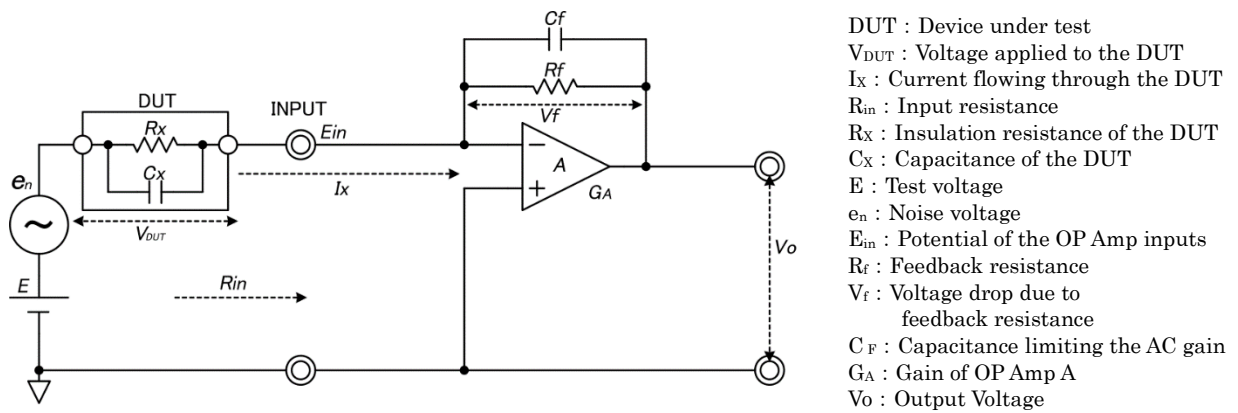 Cf
Rf
Vf
DUT
INPUT
Rx
Ein
Cx
Ix
A
GA
en
VDUT
Vo
E
Rin
DUT : Device under test
VDUT : Voltage applied to the DUT
IX : Current flowing through the DUT
Rin : Input resistance
RX : Insulation resistance of the DUT
CX : Capacitance of the DUT
E : Test voltage
en : Noise voltage
Ein : Potential of the OP Amp inputs
Rf : Feedback resistance
Vf : Voltage drop due to
feedback resistance
C F : Capacitance limiting the AC gain
GA : Gain of OP Amp A
Vo : Output Voltage